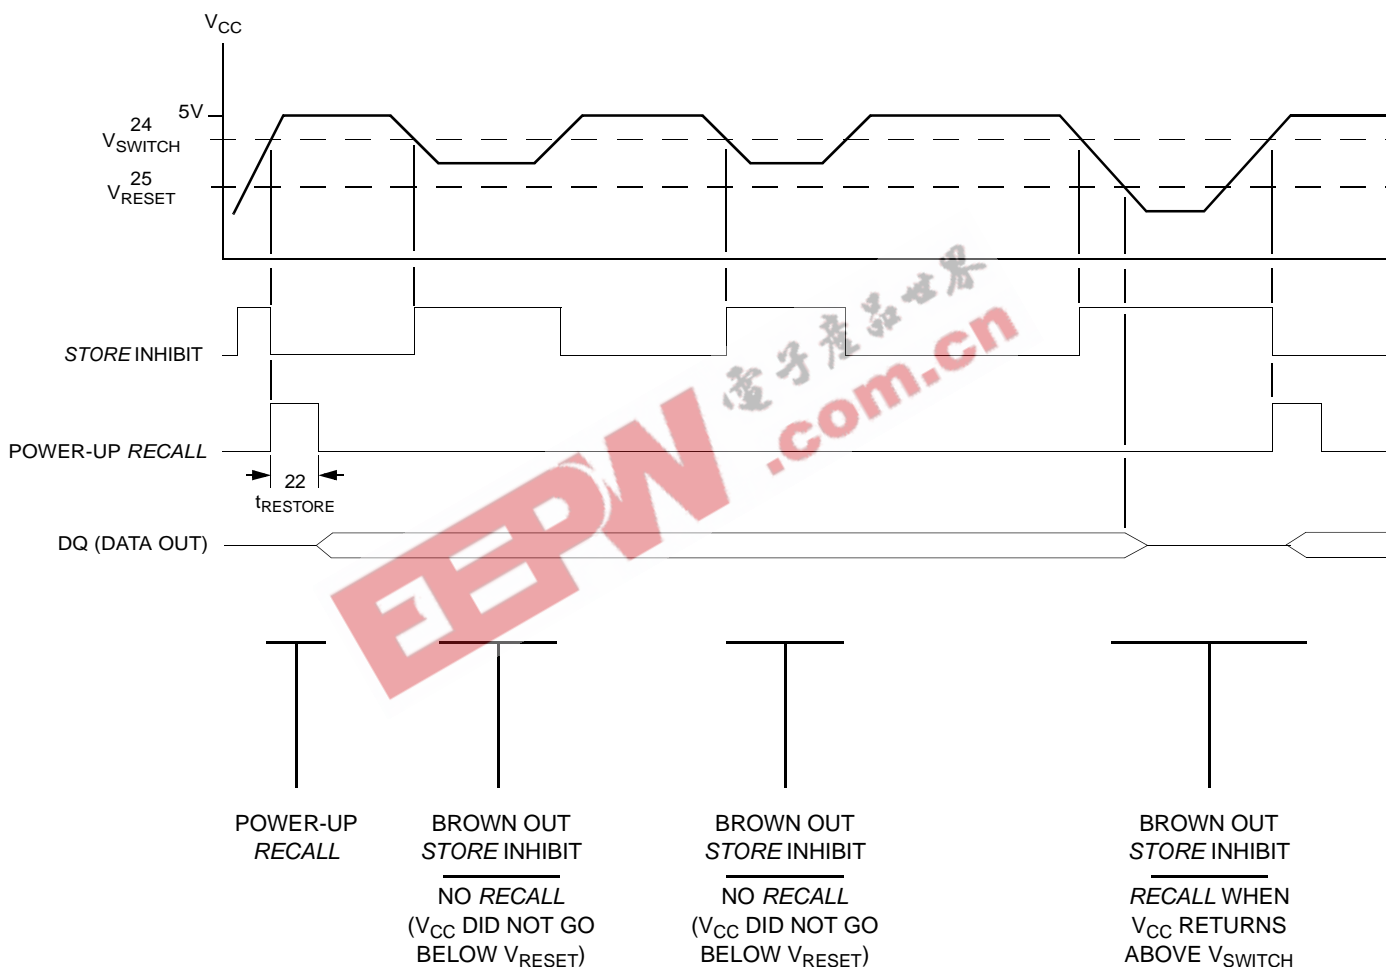 VCC
5V
24
VSWITCH
25
VRESET
STORE INHIBIT
POWER-UP RECALL
22
tRESTORE
DQ (DATA OUT)
EEPW
電子產品世界
.com.cn
POWER-UP
RECALL
BROWN OUT
STORE INHIBIT
NO RECALL
(VCC DID NOT GO
BELOW VRESET)
BROWN OUT
STORE INHIBIT
NO RECALL
(VCC DID NOT GO
BELOW VRESET)
BROWN OUT
STORE INHIBIT
RECALL WHEN
VCC RETURNS
ABOVE VSWITCH